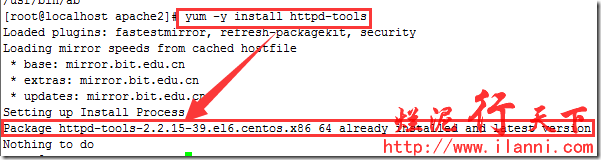 /usr/bin/ab
[root@localhost apache2]# yum -y install httpd-tools
Loaded plugins: fastestmirror, refresh-packagekit, security
Loading mirror speeds from cached hostfile
* base: mirror.bit.edu.cn
* extras: mirror.bit.edu.cn
* updates: mirror.bit.edu.cn
Setting up Install Process
Package httpd-tools-2.2.15-39.el6.centos.x86_64 already installed and latest version
Nothing to do
烂泥行天下
http://www.ilanni.com